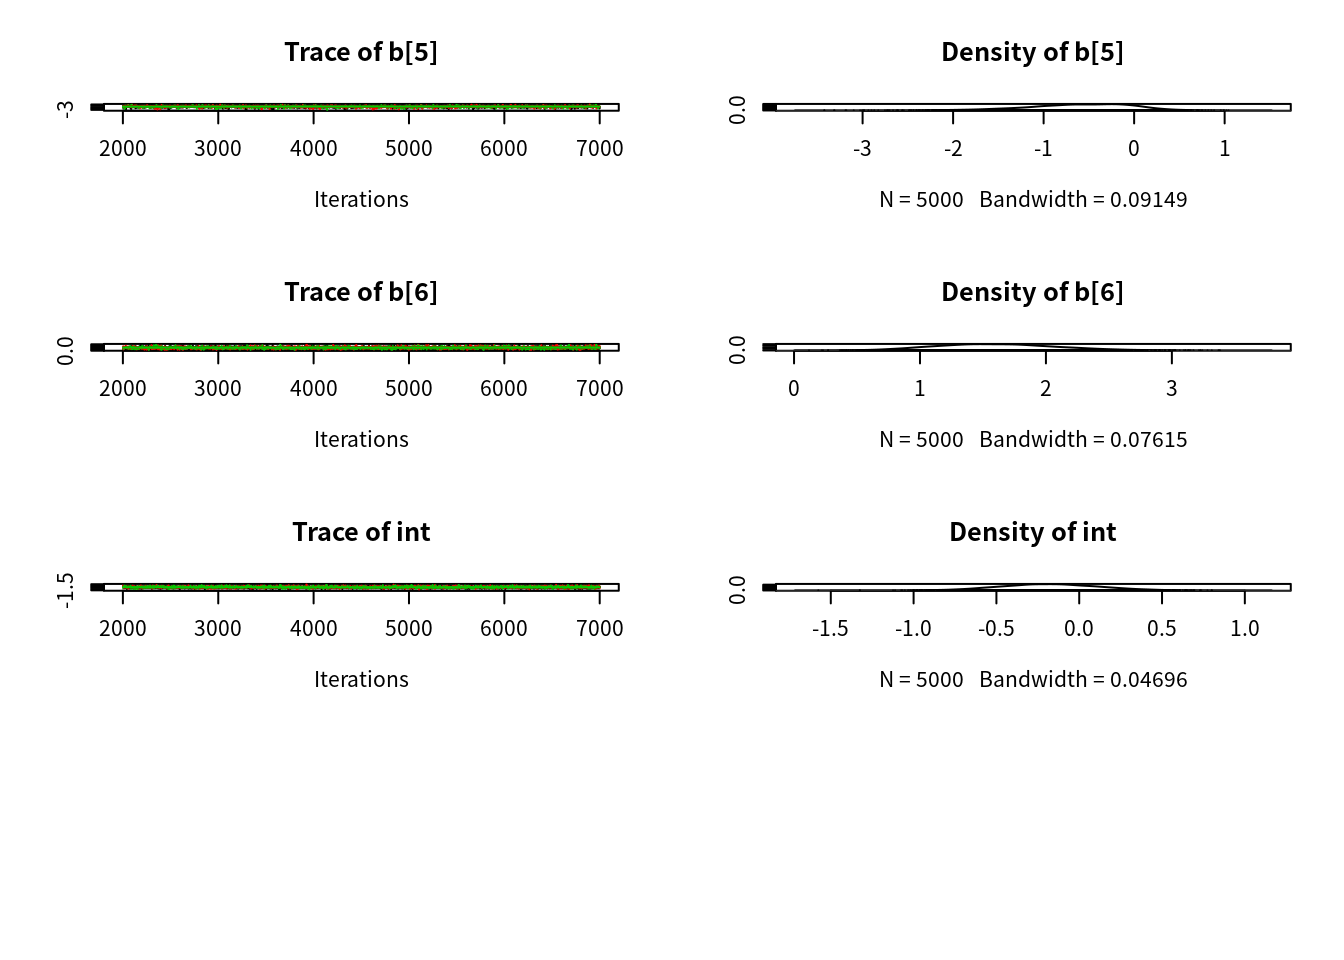 Trace of b[5]
-3
2000 3000 4000 5000 6000 7000
Iterations
Density of b[5]
0.0
-3 -2 -1 0 1
N = 5000 Bandwidth = 0.09149
Trace of b[6]
0.0
2000 3000 4000 5000 6000 7000
Iterations
Density of b[6]
0.0
0 1 2 3
N = 5000 Bandwidth = 0.07615
Trace of int
-1.5
2000 3000 4000 5000 6000 7000
Iterations
Density of int
0.0
-1.5 -1.0 -0.5 0.0 0.5 1.0
N = 5000 Bandwidth = 0.04696